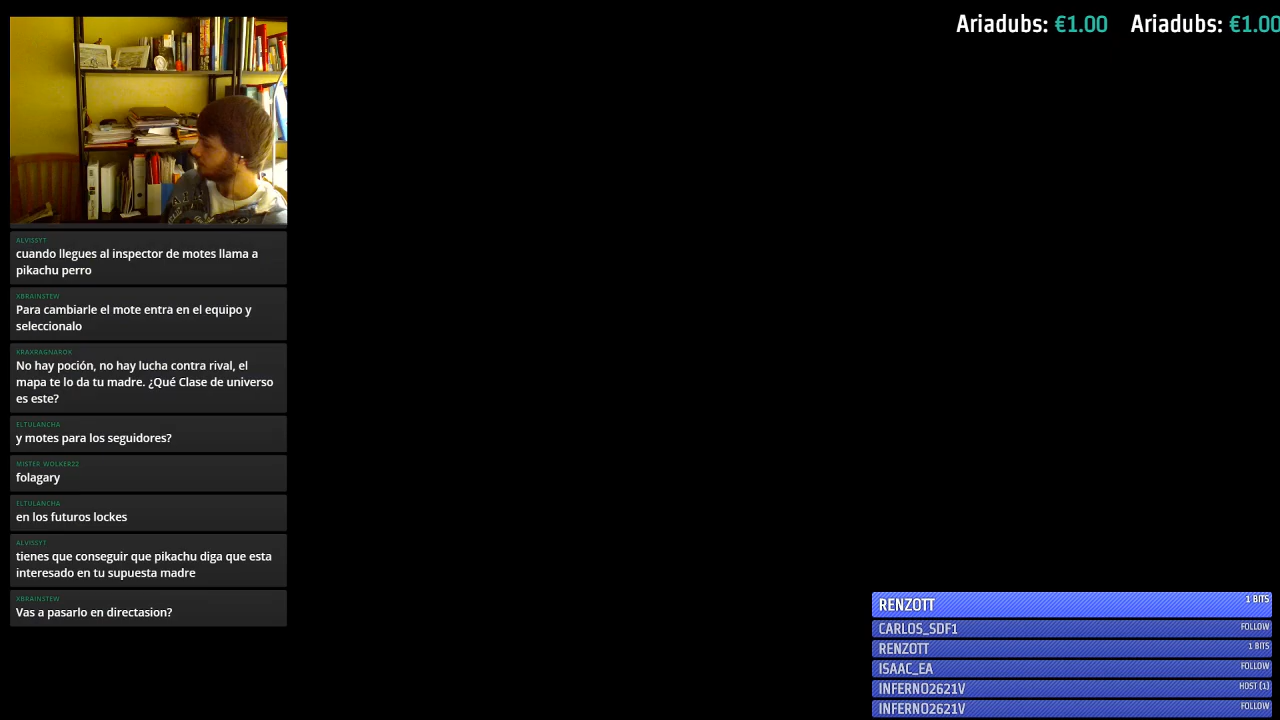 Ariadubs: €1.00 Ariadubs: €1.00
ALVISSYT
cuando llegues al inspector de motes llama a
pikachu perro
XBRAINSTEW
Para cambiarle el mote entra en el equipo y
seleccionalo
KRAKRAGNAROK
No hay poción, no hay lucha contra rival, el
mapa te lo da tu madre. ¿Qué Clase de universo
es este?
ELTULANCHA
y motes para los seguidores?
MISTER WOLKER22
folagary
ELTULANCHA
en los futuros lockes
ALVISSYT
tienes que conseguir que pikachu diga que esta
interesado en tu supuesta madre
XBRAINSTEW
Vas a pasarlo en directasion?
RENZOTT 1 BITS
CARLOS_SDF1 FOLLOW
RENZOTT 1 BITS
ISAAC_EA FOLLOW
INFERNO2621V HOST (1)
INFERNO2621V FOLLOW